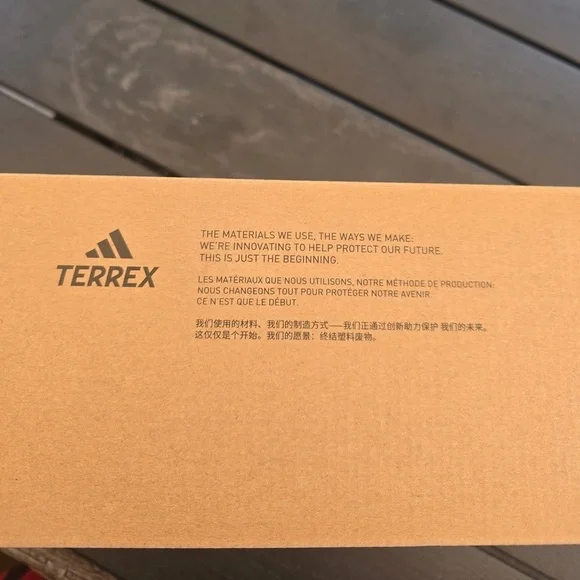 TERREX
THE MATERIALS WE USE, THE WAYS WE MAKE:
WE'RE INNOVATING TO HELP PROTECT OUR FUTURE.
THIS IS JUST THE BEGINNING.
LES MATÉRIAUX QUE NOUS UTILISONS, NOTRE MÉTHODE DE PRODUCTION:
NOUS CHANGEONS TOUT POUR PROTÉGER NOTRE AVENIR.
CE N'EST QUE LE DÉBUT.
我们使用的材料、我们的制造方式——我们正通过创新助力保护 我们的未来。
这仅仅是个开始。我们的愿景：终结塑料废物。